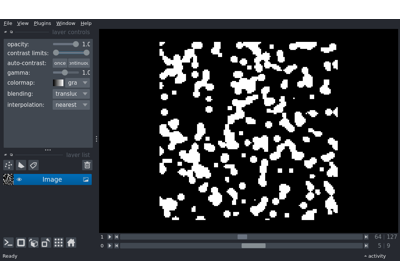 File View Plugins Window Help
layer controls
opacity: 1.0
contrast limits:
auto-contrast: once
gamma: 1.0
colormap: gra
blending: translu
interpolation: nearest
layer list
Image
1 64 127
0 5 9
Ready activity